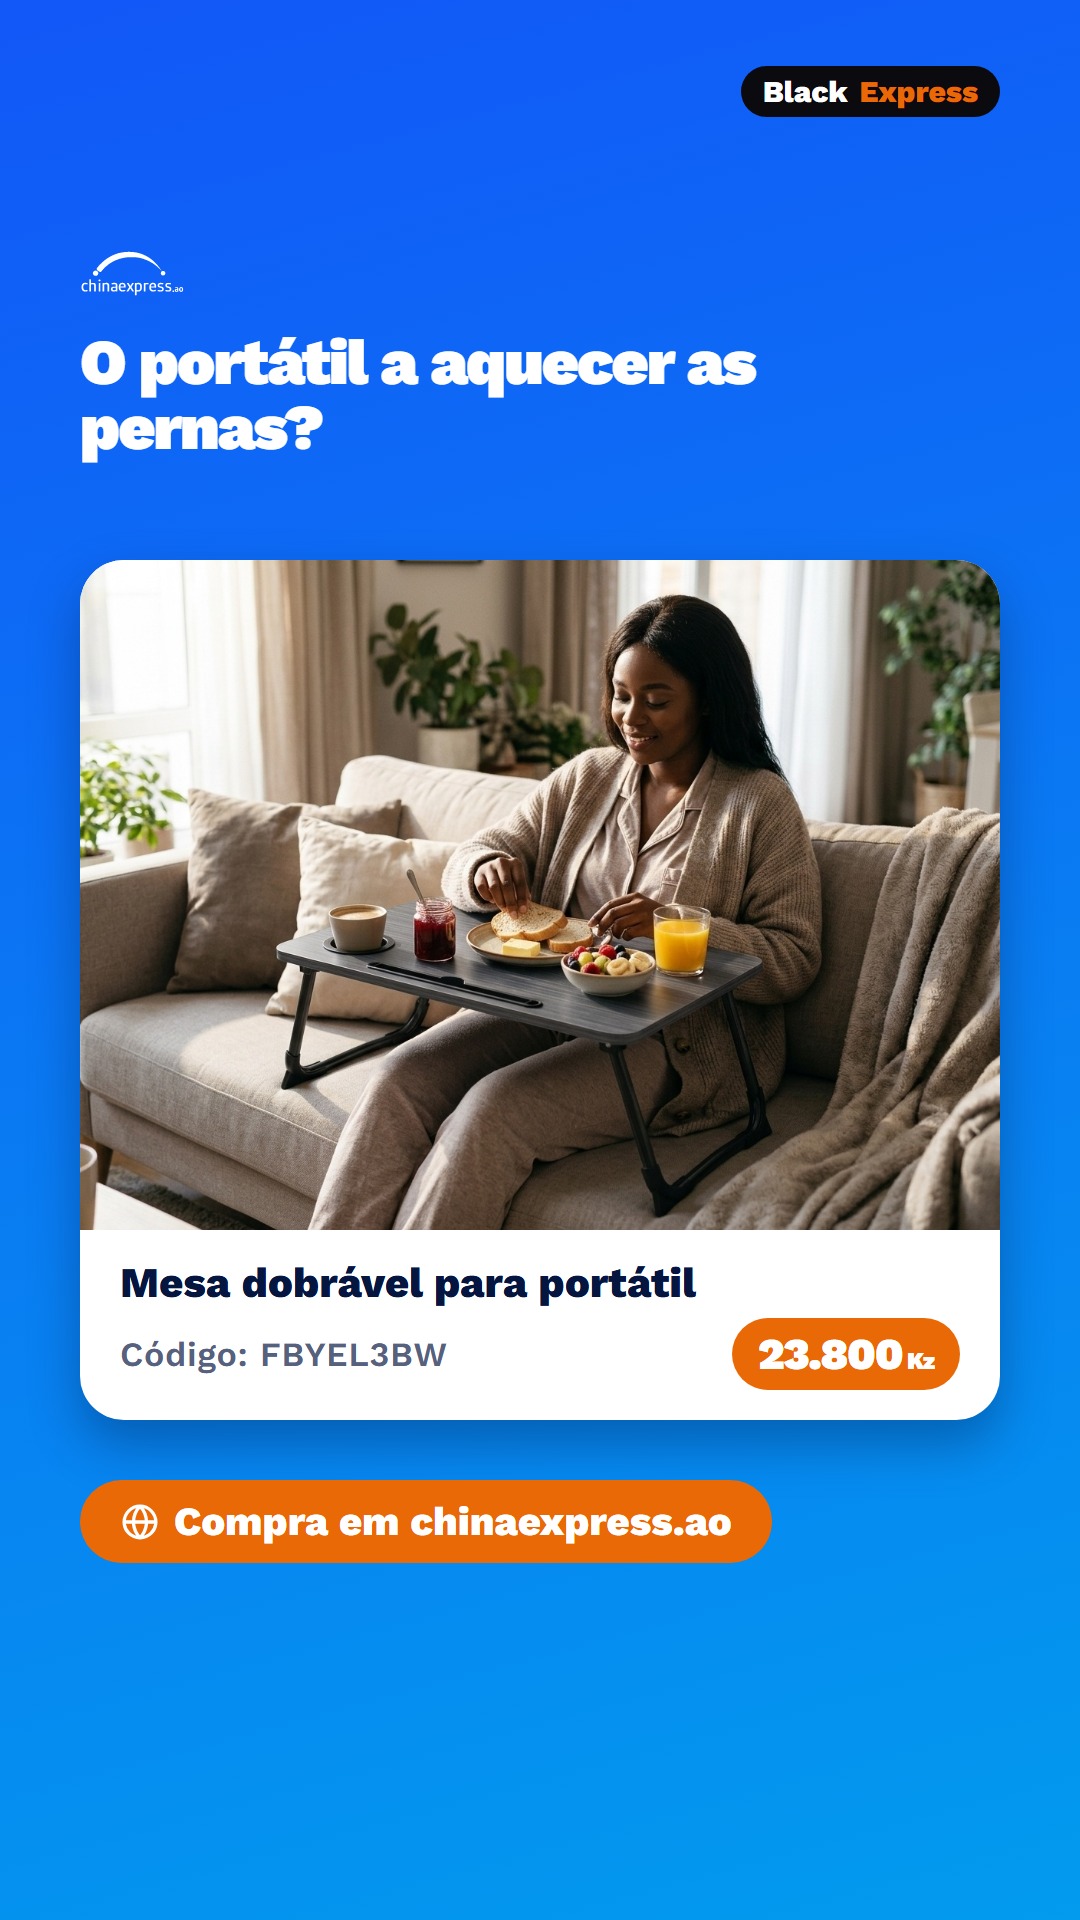 Black Express
chinaexpress.ao
O portátil a aquecer as
pernas?
Mesa dobrável para portátil
Código: FBYEL3BW
23.800 Kz
Compra em chinaexpress.ao